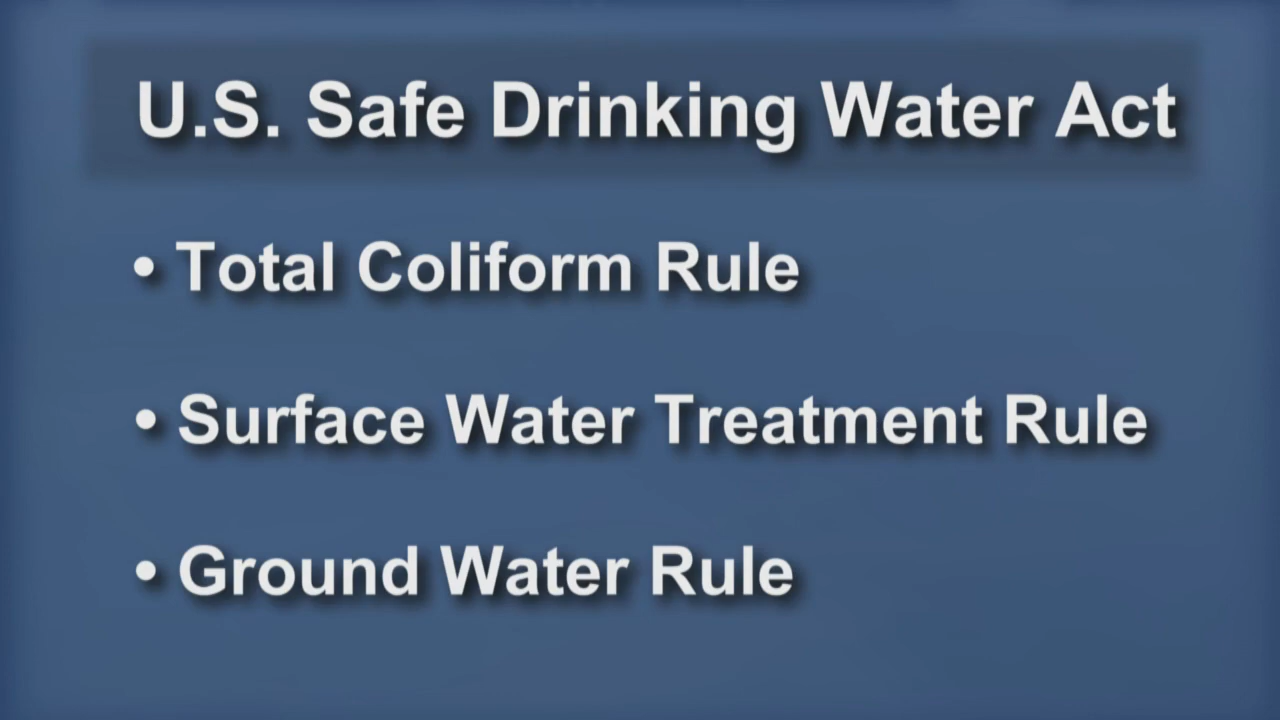 U.S. Safe Drinking Water Act
• Total Coliform Rule
• Surface Water Treatment Rule
• Ground Water Rule